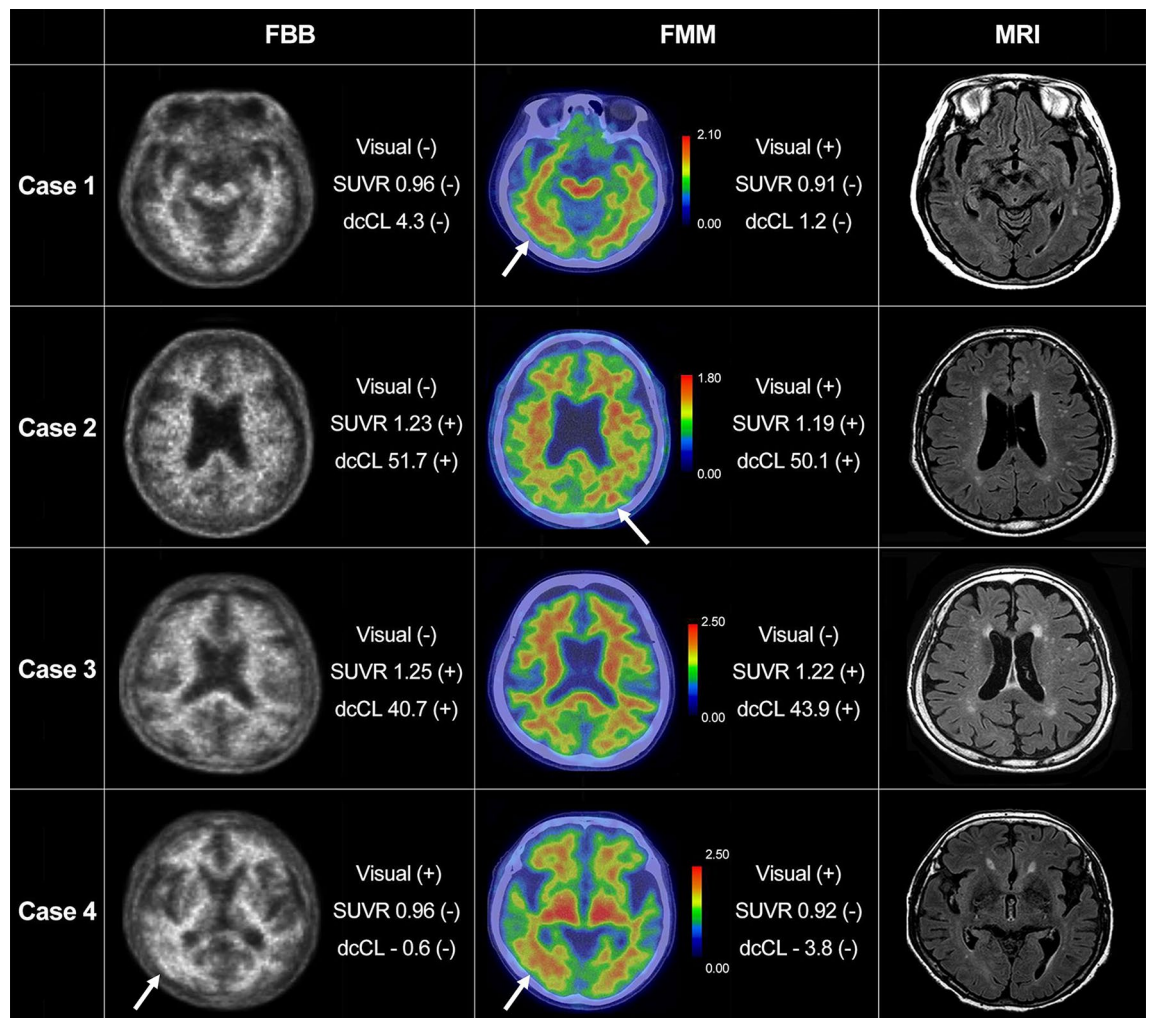 FBB FMM MRI
Case 1
Visual (-)
SUVR 0.96 (-)
dcCL 4.3 (-)
2.10
0.00
Visual (+)
SUVR 0.91 (-)
dcCL 1.2 (-)
Case 2
Visual (-)
SUVR 1.23 (+)
dcCL 51.7 (+)
1.80
0.00
Visual (+)
SUVR 1.19 (+)
dcCL 50.1 (+)
Case 3
Visual (-)
SUVR 1.25 (+)
dcCL 40.7 (+)
2.50
0.00
Visual (-)
SUVR 1.22 (+)
dcCL 43.9 (+)
Case 4
Visual (+)
SUVR 0.96 (-)
dcCL - 0.6 (-)
2.50
0.00
Visual (+)
SUVR 0.92 (-)
dcCL - 3.8 (-)